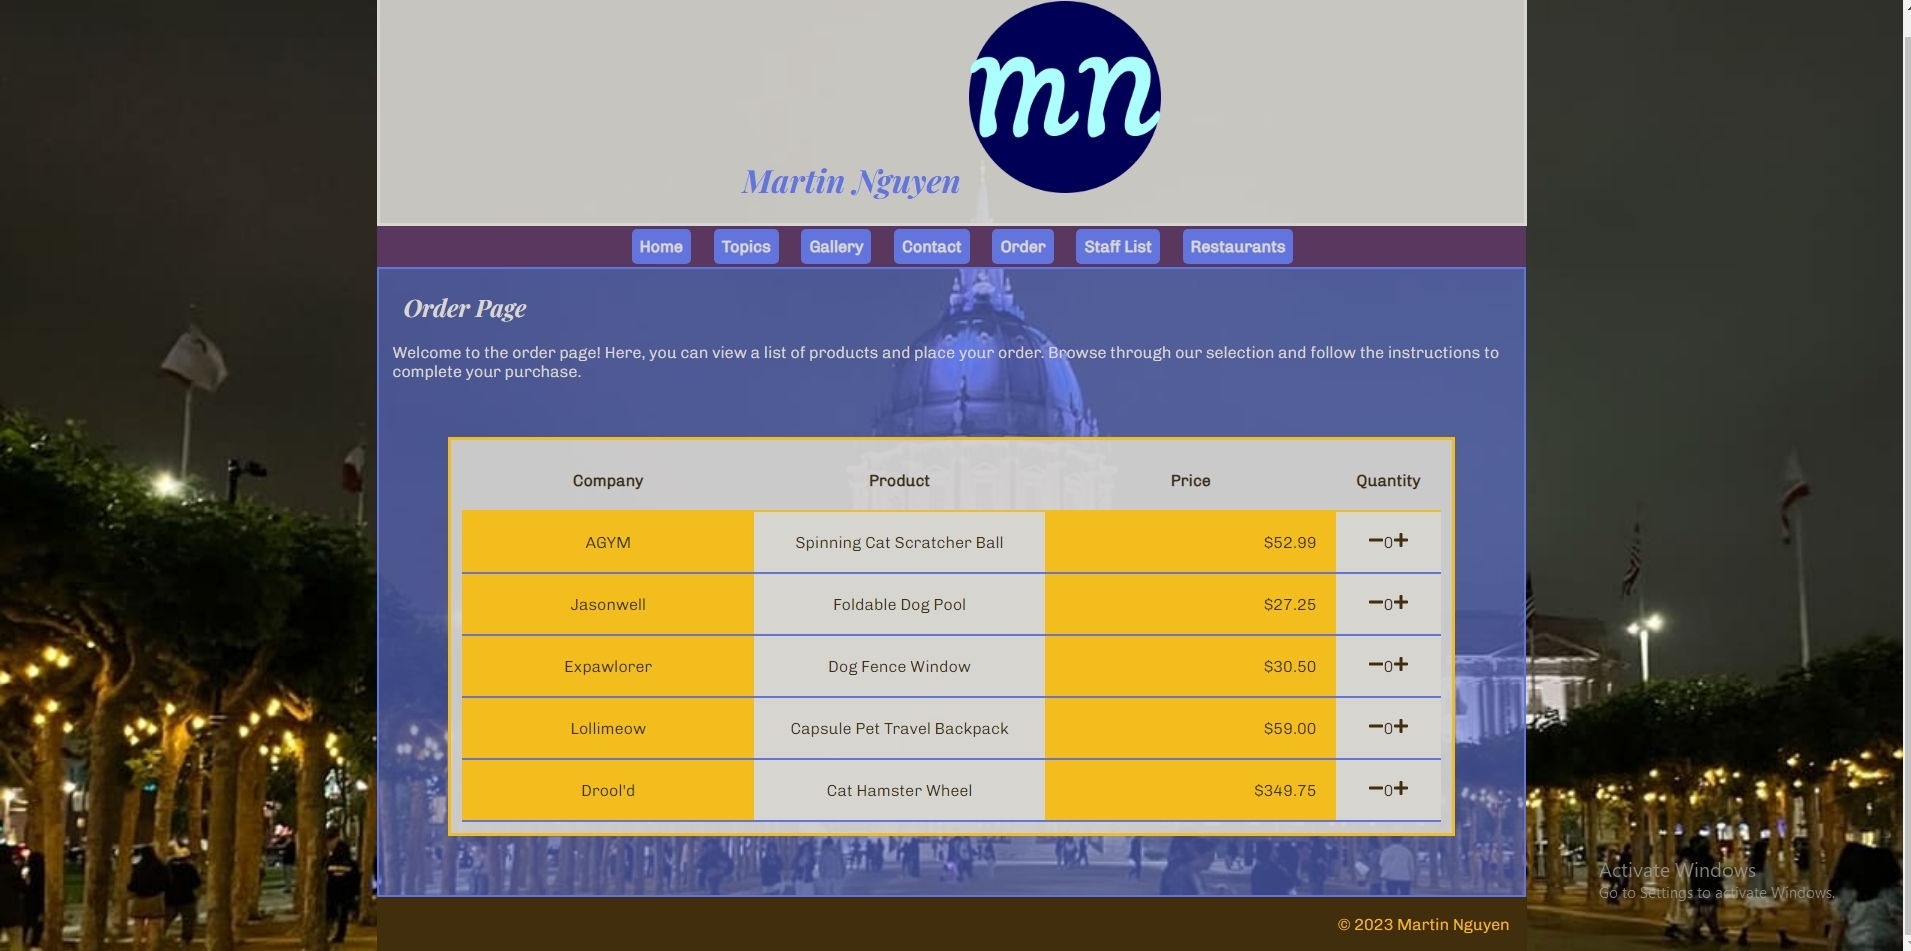 mn
Martin Nguyen
Home Topics Gallery Contact Order Staff List Restaurants
Order Page
Welcome to the order page! Here, you can view a list of products and place your order. Browse through our selection and follow the instructions to
complete your purchase.
Company Product Price Quantity
AGYM Spinning Cat Scratcher Ball $52.99 0
Jasonwell Foldable Dog Pool $27.25 0
Expawlorer Dog Fence Window $30.50 0
Lollimeow Capsule Pet Travel Backpack $59.00 0
Drool'd Cat Hamster Wheel $349.75 0
Activate Windows
Go to Settings to activate Windows.
© 2023 Martin Nguyen